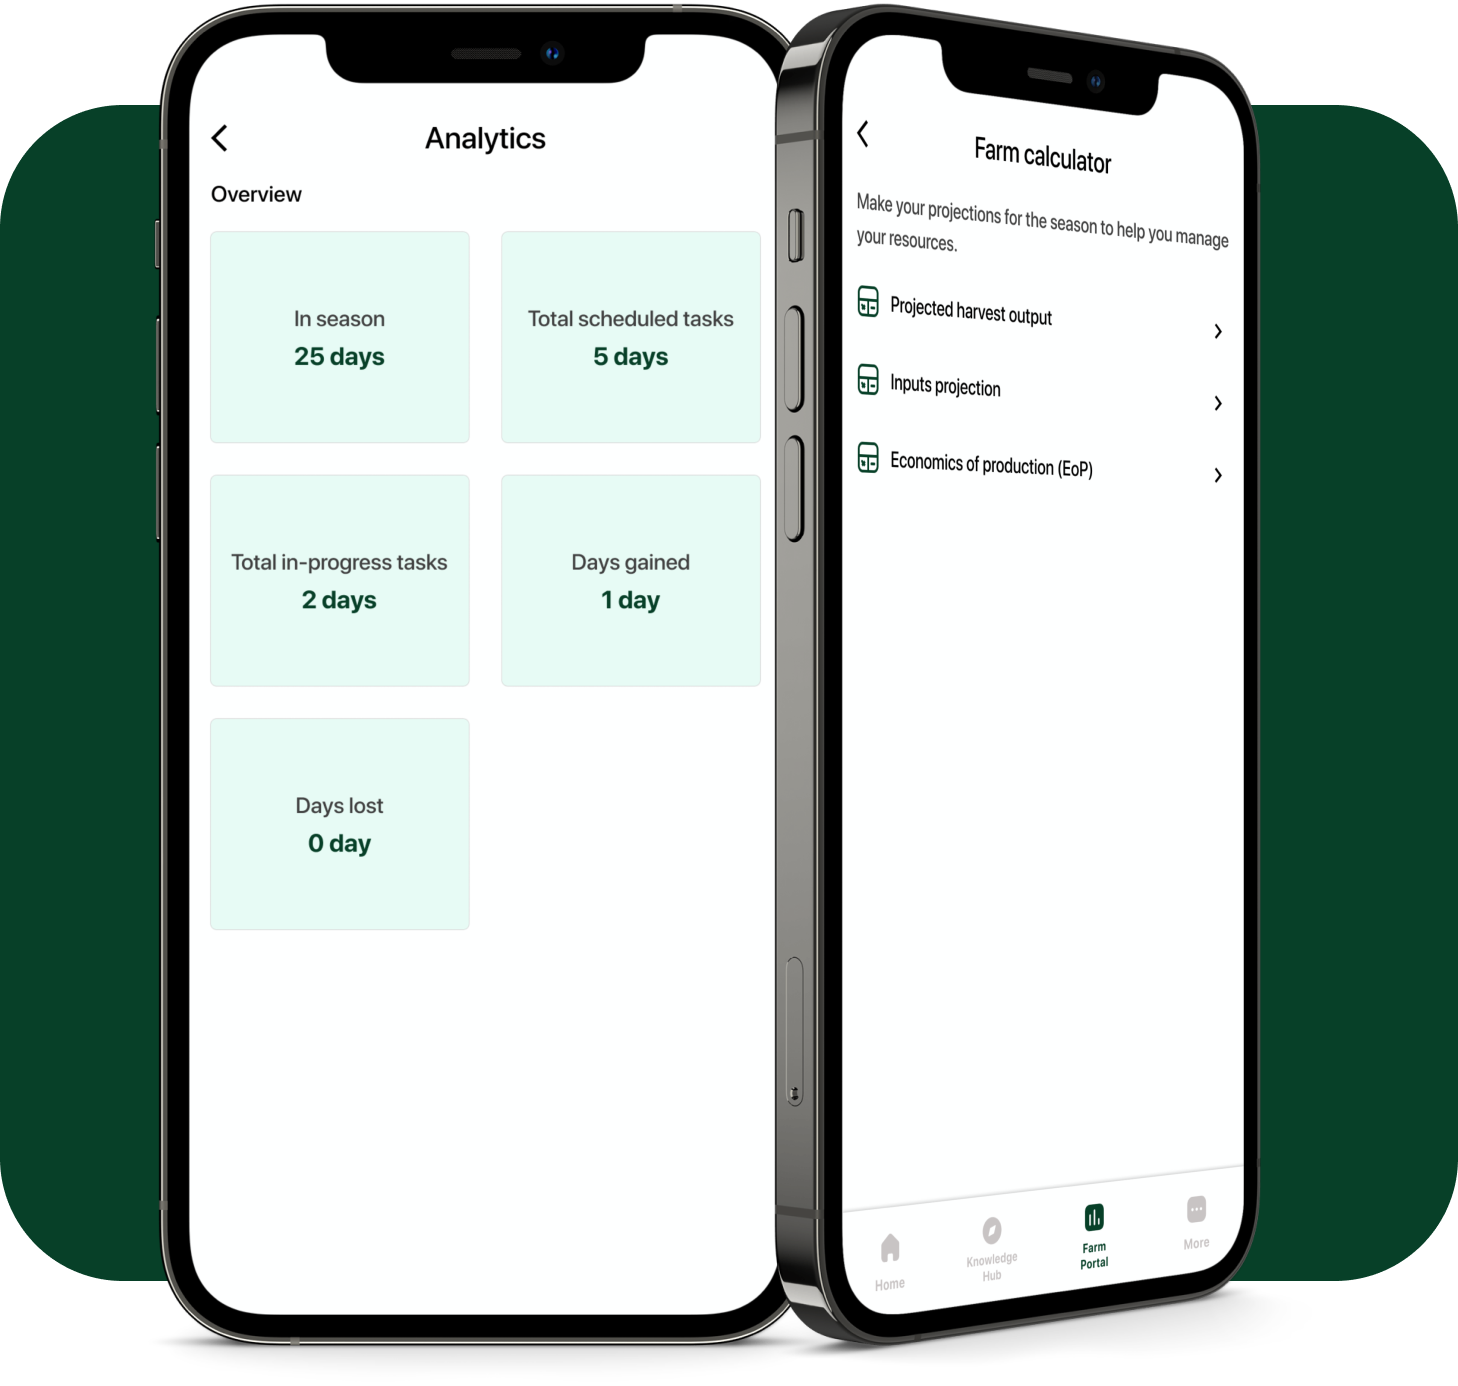 Analytics
Overview
In season
25 days
Total scheduled tasks
5 days
Total in-progress tasks
2 days
Days gained
1 day
Days lost
0 day
Farm calculator
Make your projections for the season to help you manage
your resources.
Projected harvest output
Inputs projection
Economics of production (EoP)
Home
Knowledge
Hub
Farm
Portal
More